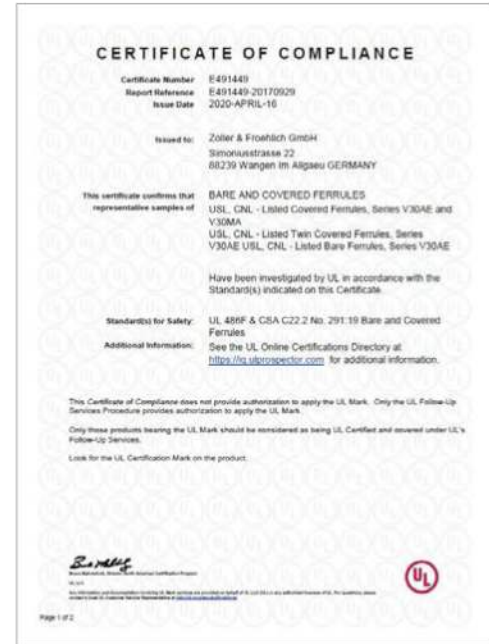 CERTIFICATE OF COMPLIANCE
Certificate Number E491449
Report Reference E491449-20170929
Issue Date 2020-APRIL-16
Issued to: Zoller & Froehlich GmbH
Simoniusstrasse 22
88239 Wangen Im Allgaeu GERMANY
This certificate confirms that BARE AND COVERED FERRULES
representative samples of USL, CNL - Listed Covered Ferrules, Series V30AE and
V30MA
USL, CNL - Listed Twin Covered Ferrules, Series
V30AE USL, CNL - Listed Bare Ferrules, Series V30AE
Have been investigated by UL in accordance with the
Standard(s) indicated on this Certificate.
Standard(s) for Safety: UL 486F & CSA C22.2 No. 291:19 Bare and Covered
Ferrules
Additional Information: See the UL Online Certifications Directory at
https://iq.ulprospector.com for additional information.
This Certificate of Compliance does not provide authorization to apply the UL Mark. Only the UL Follow-Up
Services Procedure provides authorization to apply the UL Mark.
Only those products bearing the UL Mark should be considered as being UL Certified and covered under UL's
Follow-Up Services.
Look for the UL Certification Mark on the product.
UL
Page 1 of 2